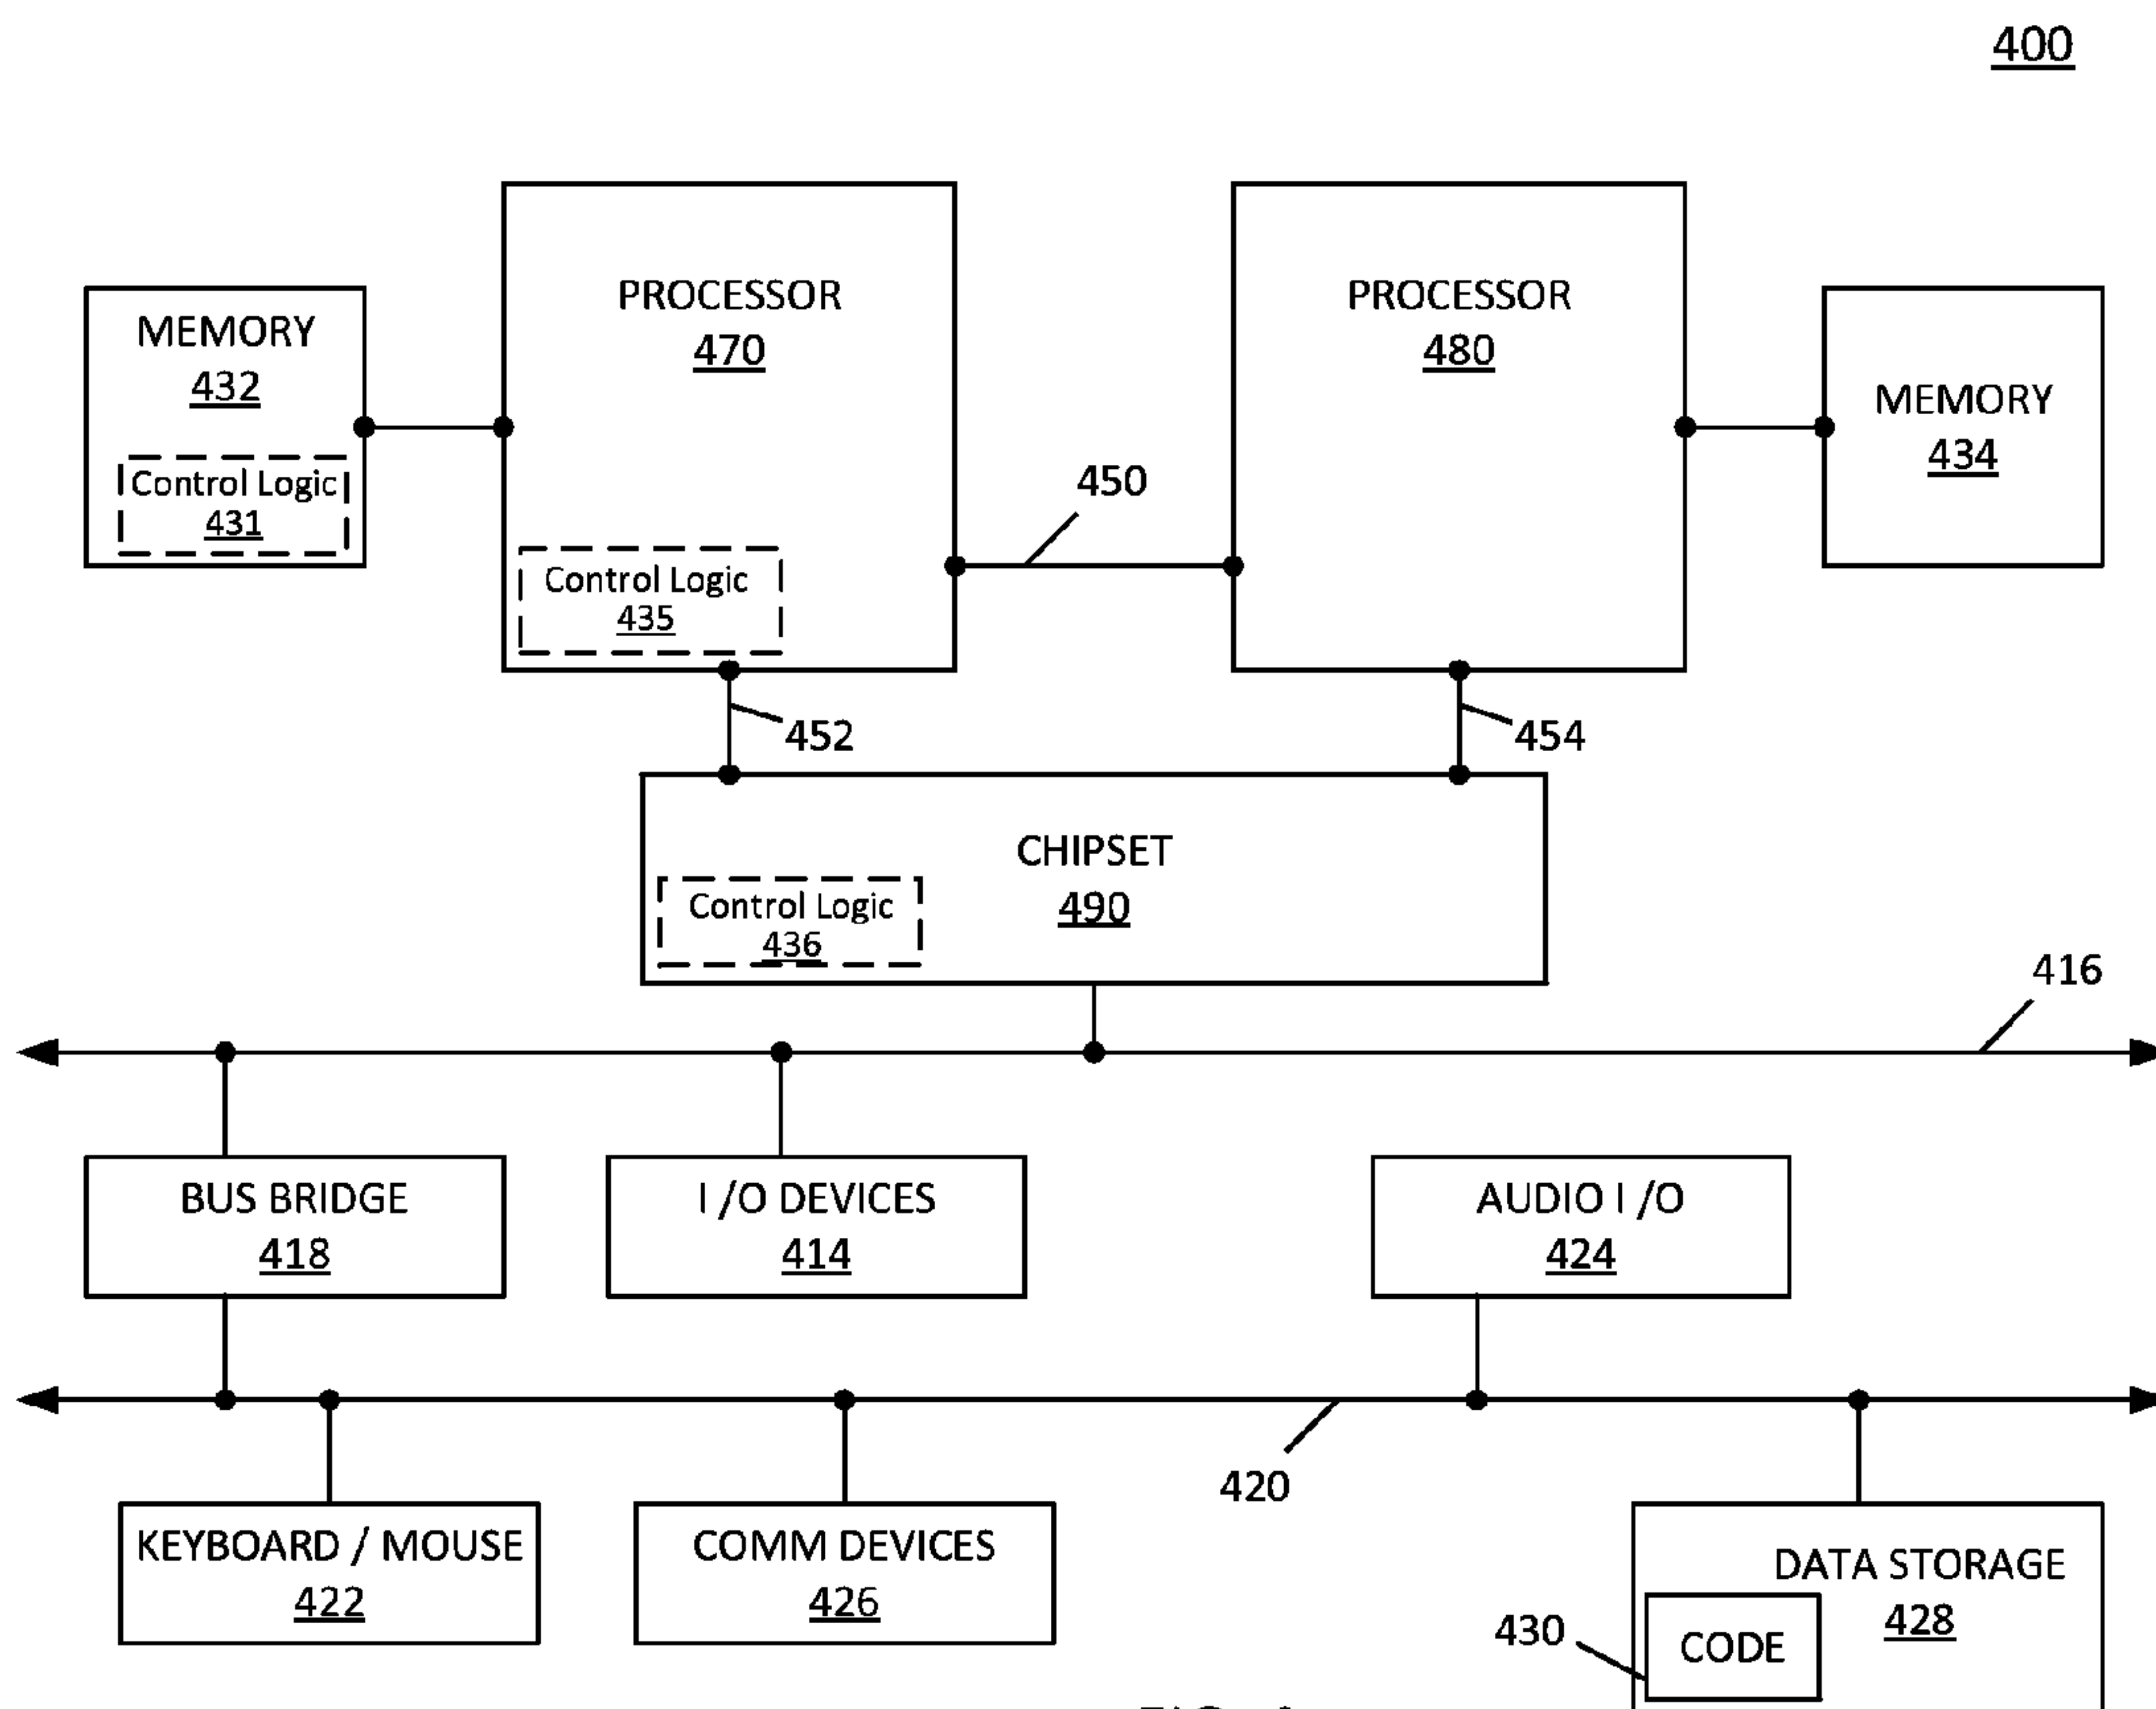 400
MEMORY
432
Control Logic
431
PROCESSOR
470
Control Logic
435
450
PROCESSOR
480
MEMORY
434
452
454
CHIPSET
490
Control Logic
436
416
BUS BRIDGE
418
I /O DEVICES
414
AUDIO I /O
424
420
KEYBOARD / MOUSE
422
COMM DEVICES
426
DATA STORAGE
428
430
CODE